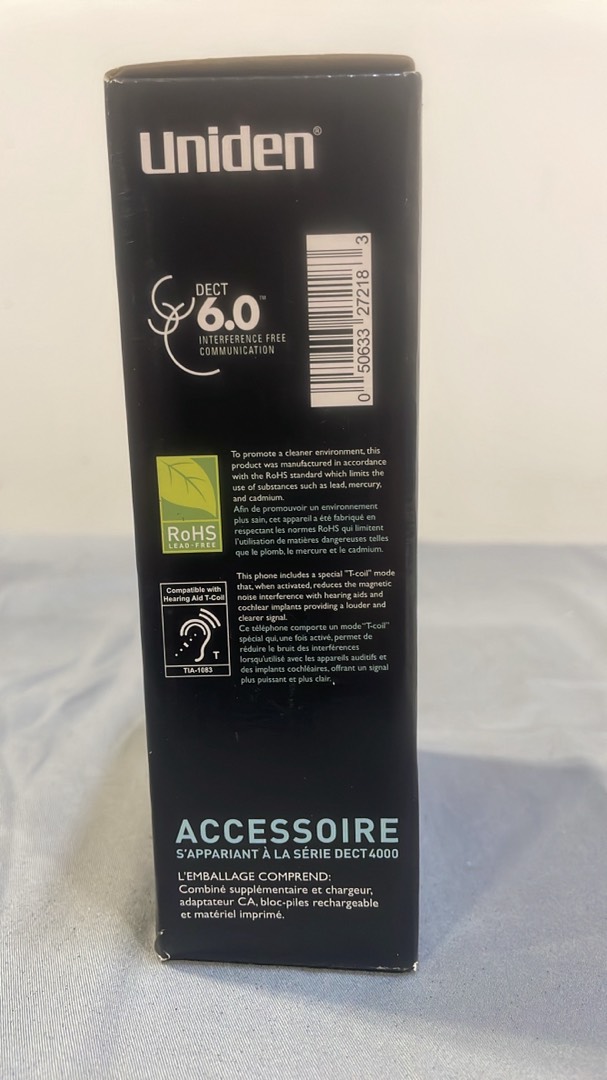 Uniden®
DECT
6.0™
INTERFERENCE FREE
COMMUNICATION
0 50633 27218 3
To promote a cleaner environment, this
product was manufactured in accordance
with the RoHS standard which limits the
use of substances such as lead, mercury,
and cadmium.
Afin de promouvoir un environnement
plus sain, cet appareil a été fabriqué en
respectant les normes RoHS qui limitent
l'utilisation de matières dangereuses telles
que le plomb, le mercure et le cadmium.
RoHS
LEAD-FREE
This phone includes a special "T-coil" mode
that, when activated, reduces the magnetic
noise interference with hearing aids and
cochlear implants providing a louder and
clearer signal.
Ce téléphone comporte un mode "T-coil"
spécial qui, une fois activé, permet de
réduire le bruit des interférences
lorsqu'utilisé avec les appareils auditifs et
des implants cochléaires, offrant un signal
plus puissant et plus clair.
Compatible with
Hearing Aid T-Coil
T
TIA-1083
ACCESSOIRE
S'APPARIANT À LA SÉRIE DECT4000
L'EMBALLAGE COMPREND:
Combiné supplémentaire et chargeur,
adaptateur CA, bloc-piles rechargeable
et matériel imprimé.